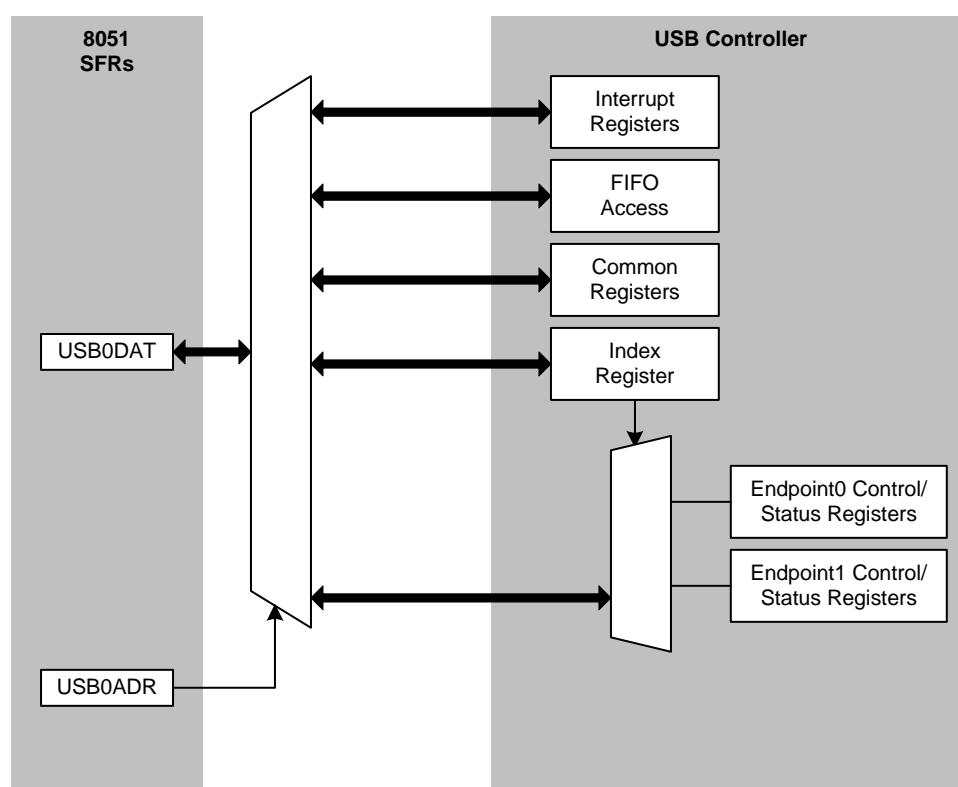 8051
SFRs
USB Controller
Interrupt
Registers
FIFO
Access
Common
Registers
USB0DAT
Index
Register
Endpoint0 Control/
Status Registers
Endpoint1 Control/
Status Registers
USB0ADR